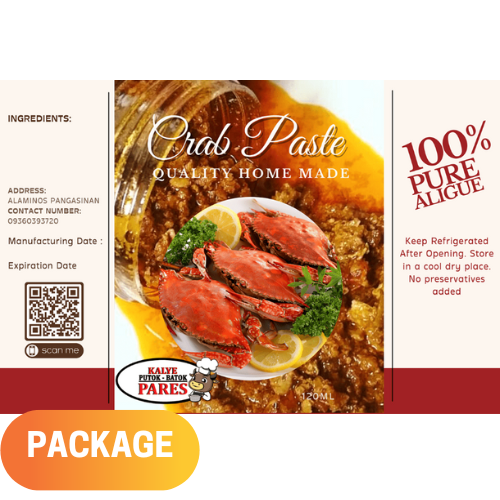 INGREDIENTS:
ADDRESS:
ALAMINOS PANGASINAN
CONTACT NUMBER:
09360393720
Manufacturing Date :
Expiration Date
scan me
Crab Paste
QUALITY HOME MADE
KALYE
PUTOK - BATOK
PARES
120ML
100%
PURE
ALIGUE
Keep Refrigerated
After Opening. Store
in a cool dry place.
No preservatives
added
PACKAGE